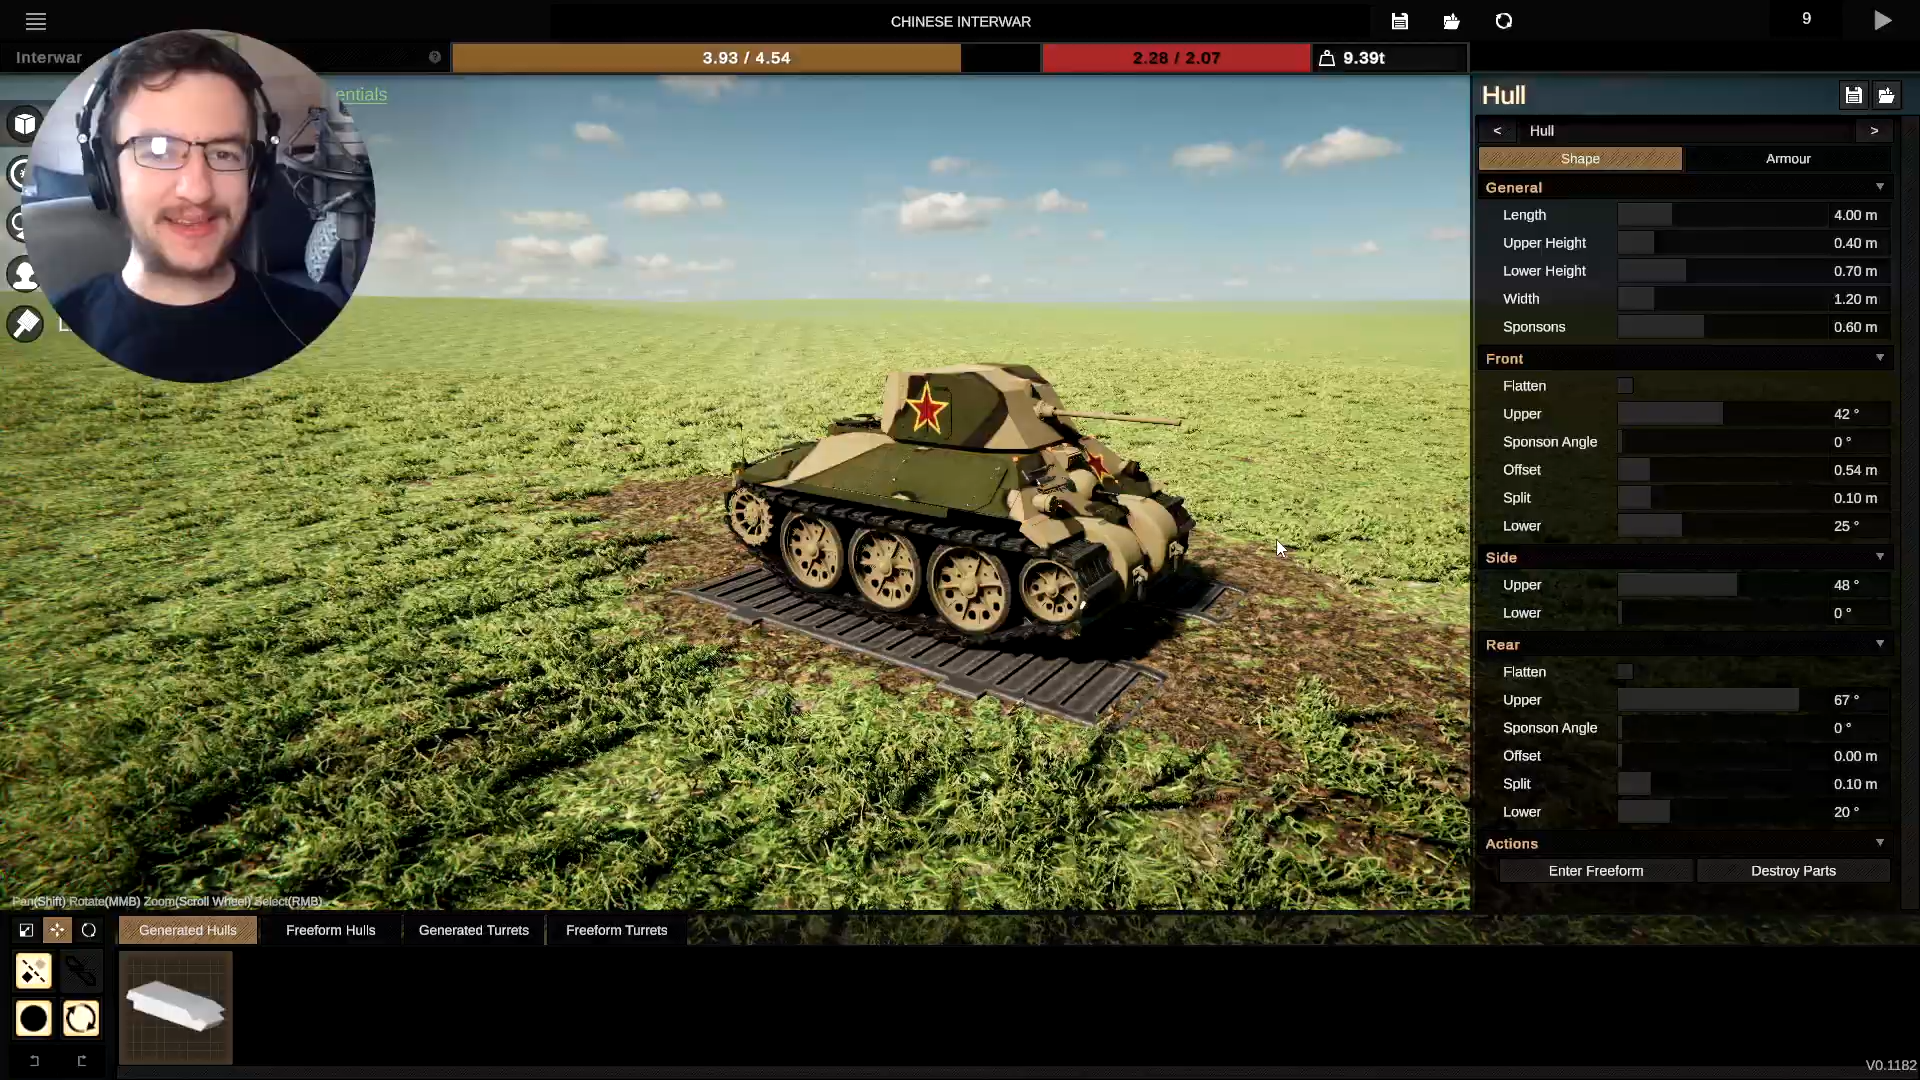 CHINESE INTERWAR
9
Interwar
?
3.93 / 4.54
2.28 / 2.07
9.39t
entials
Hull
< Hull >
Shape Armour
General
Length 4.00 m
Upper Height 0.40 m
Lower Height 0.70 m
Width 1.20 m
Sponsons 0.60 m
Front
Flatten
Upper 42 °
Sponson Angle 0 °
Offset 0.54 m
Split 0.10 m
Lower 25 °
Side
Upper 48 °
Lower 0 °
Rear
Flatten
Upper 67 °
Sponson Angle 0 °
Offset 0.00 m
Split 0.10 m
Lower 20 °
Actions
Enter Freeform Destroy Parts
Pan(Shift) Rotate(MMB) Zoom(Scroll Wheel) Select(RMB)
Generated Hulls Freeform Hulls Generated Turrets Freeform Turrets
V0.1182